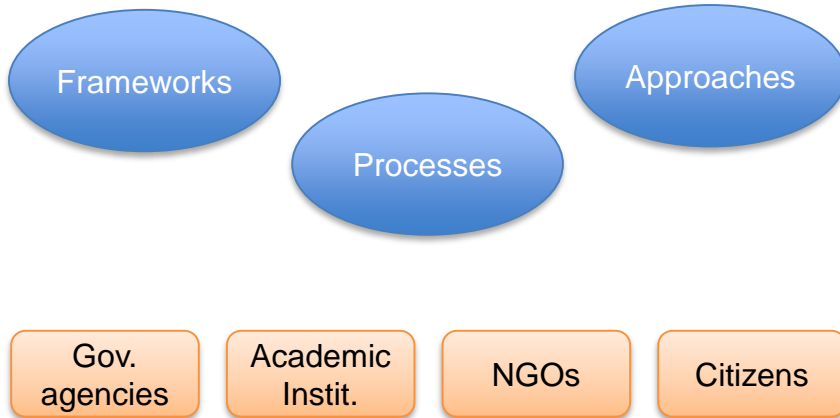 Frameworks
Approaches
Processes
Gov.
agencies
Academic
Instit.
NGOs
Citizens